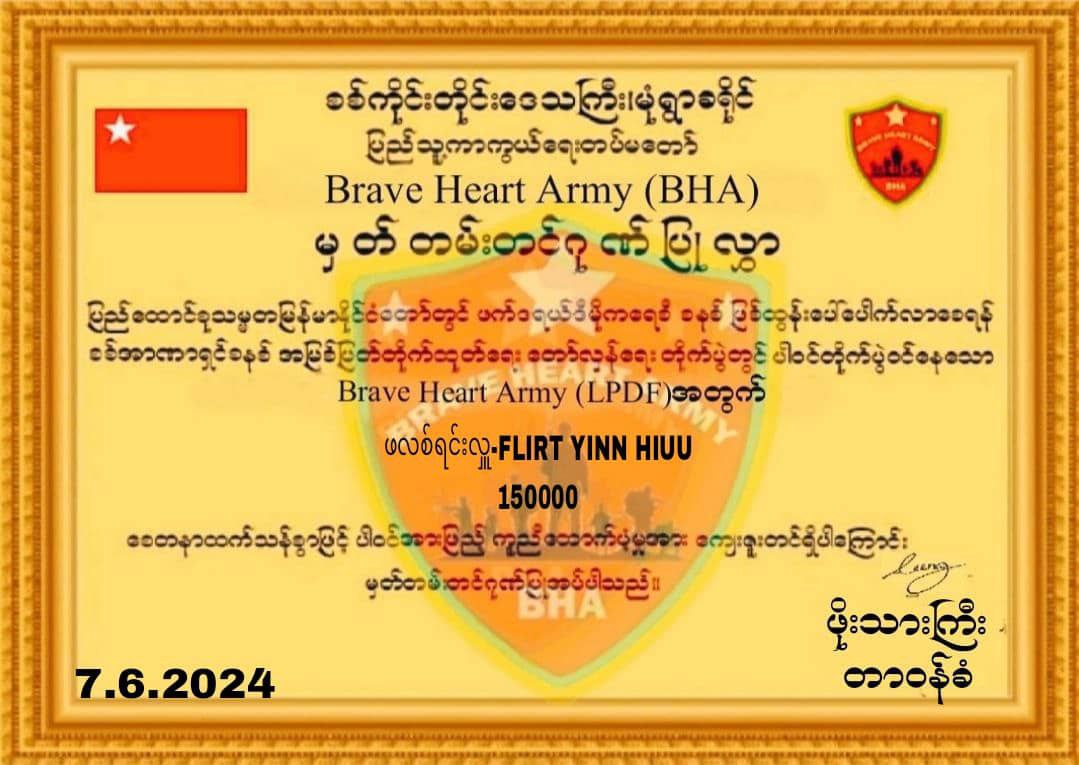 စစ်ကိုင်းတိုင်းဒေသကြီး၊မုံရွာခရိုင်
ပြည်သူ့ကာကွယ်ရေးတပ်မတော်
Brave Heart Army (BHA)
မှတ်တမ်းတင်ဂုဏ်ပြုလွှာ
BRAVE HEART ARMY
BHA
ပြည်ထောင်စုသမ္မတမြန်မာနိုင်ငံတော်တွင် ဖက်ဒရယ်ဒီမိုကရေစီ စနစ် ဖြစ်ထွန်းပေါ်ပေါက်လာစေရန်
စစ်အာဏာရှင်စနစ် အမြစ်ပြတ်တိုက်ထုတ်ရေး တော်လှန်ရေး တိုက်ပွဲတွင် ပါဝင်တိုက်ပွဲဝင်နေသော
Brave Heart Army (LPDF)အတွက်
BRAVE HEART ARMY
ဖလစ်ရင်းလှူ-FLIRT YINN HIUU
150000
စေတနာထက်သန်စွာဖြင့် ပါဝင်အားဖြည့် ကူညီထောက်ပံ့မှုအား ကျေးဇူးတင်ရှိပါကြောင်း
မှတ်တမ်းတင်ဂုဏ်ပြုအပ်ပါသည်။
BHA
ဖိုးသားကြီး
တာဝန်ခံ
7.6.2024